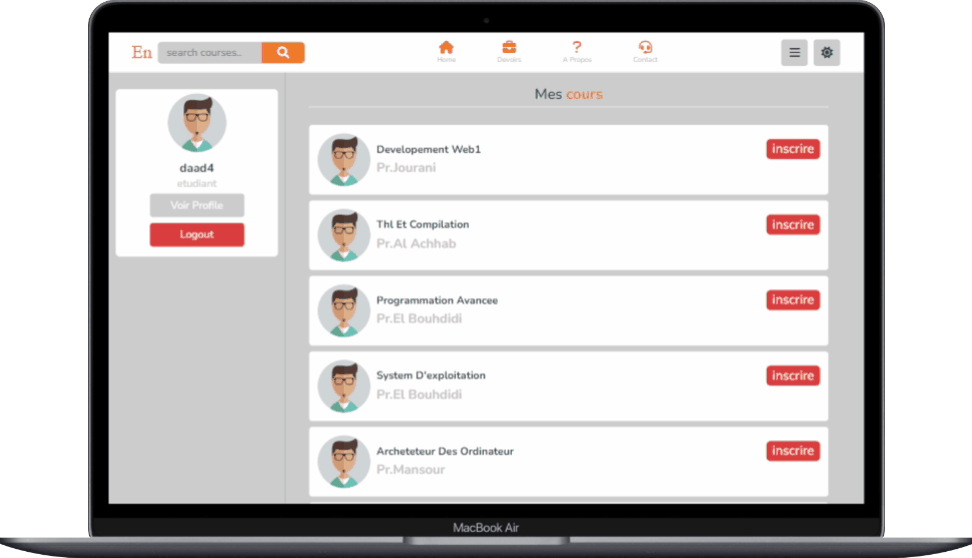 En
search courses..
Home
Devoirs
A Propos
Contact
daad4
etudiant
Voir Profile
Logout
Mes cours
Developement Web1
Pr.Jourani
inscrire
Thl Et Compilation
Pr.Al Achhab
inscrire
Programmation Avancee
Pr.El Bouhdidi
inscrire
System D'exploitation
Pr.El Bouhdidi
inscrire
Archeteteur Des Ordinateur
Pr.Mansour
inscrire
MacBook Air